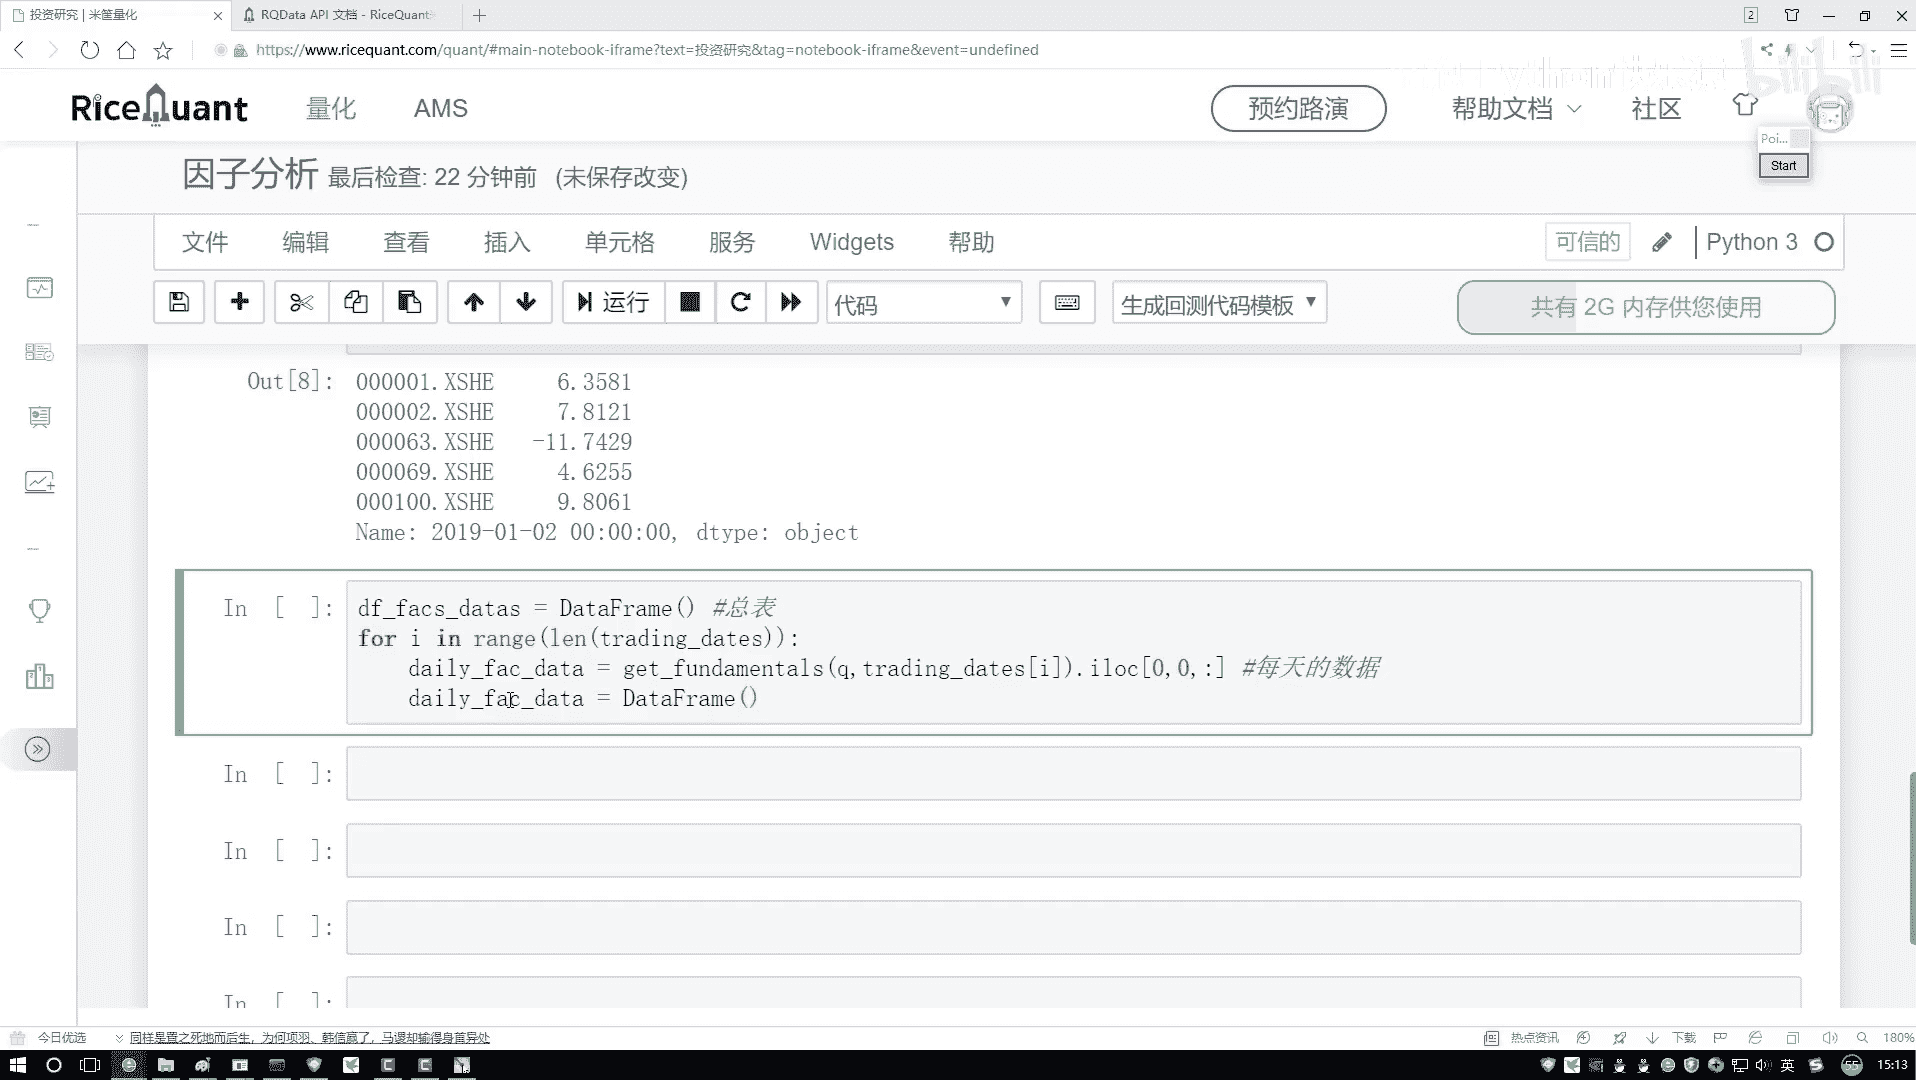 投资研究 | 米筐量化
RQData API 文档 - RiceQuant
2
https://www.ricequant.com/quant/#main-notebook-iframe?text=投资研究&tag=notebook-iframe&event=undefined
RiceQuant 量化 AMS 预约路演 帮助文档 社区
bilibili
Poi...
Start
因子分析 最后检查: 22 分钟前 (未保存改变)
文件 编辑 查看 插入 单元格 服务 Widgets 帮助 可信的 Python 3
运行 代码 生成回测代码模板 共有 2G 内存供您使用
Out[8]: 000001.XSHE 6.3581
000002.XSHE 7.8121
000063.XSHE -11.7429
000069.XSHE 4.6255
000100.XSHE 9.8061
Name: 2019-01-02 00:00:00, dtype: object
In [ ]: df_facs_datas = DataFrame() #总表
for i in range(len(trading_dates)):
daily_fac_data = get_fundamentals(q,trading_dates[i]).iloc[0,0,:] #每天的数据
daily_fac_data = DataFrame()
In [ ]:
In [ ]:
In [ ]:
In [ ]:
今日优选 同样是置之死地而后生，为何项羽、韩信赢了，马谡却输得身首异处 热点资讯 下载 180%
英 55 15:13